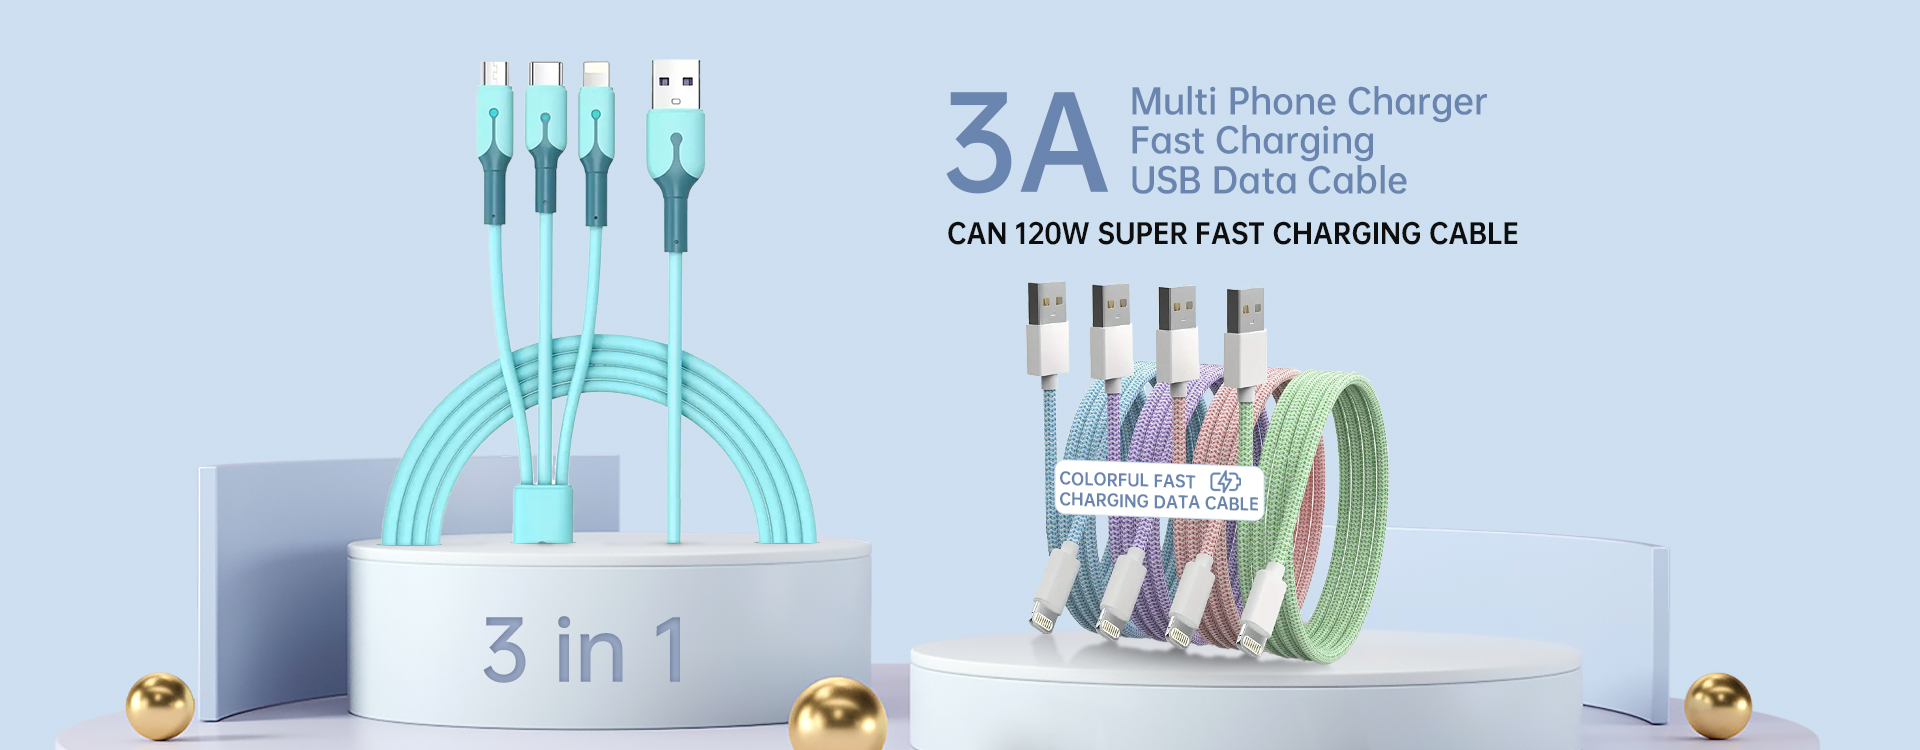 3A
Multi Phone Charger
Fast Charging
USB Data Cable
CAN 120W SUPER FAST CHARGING CABLE
COLORFUL FAST
CHARGING DATA CABLE
3 in 1